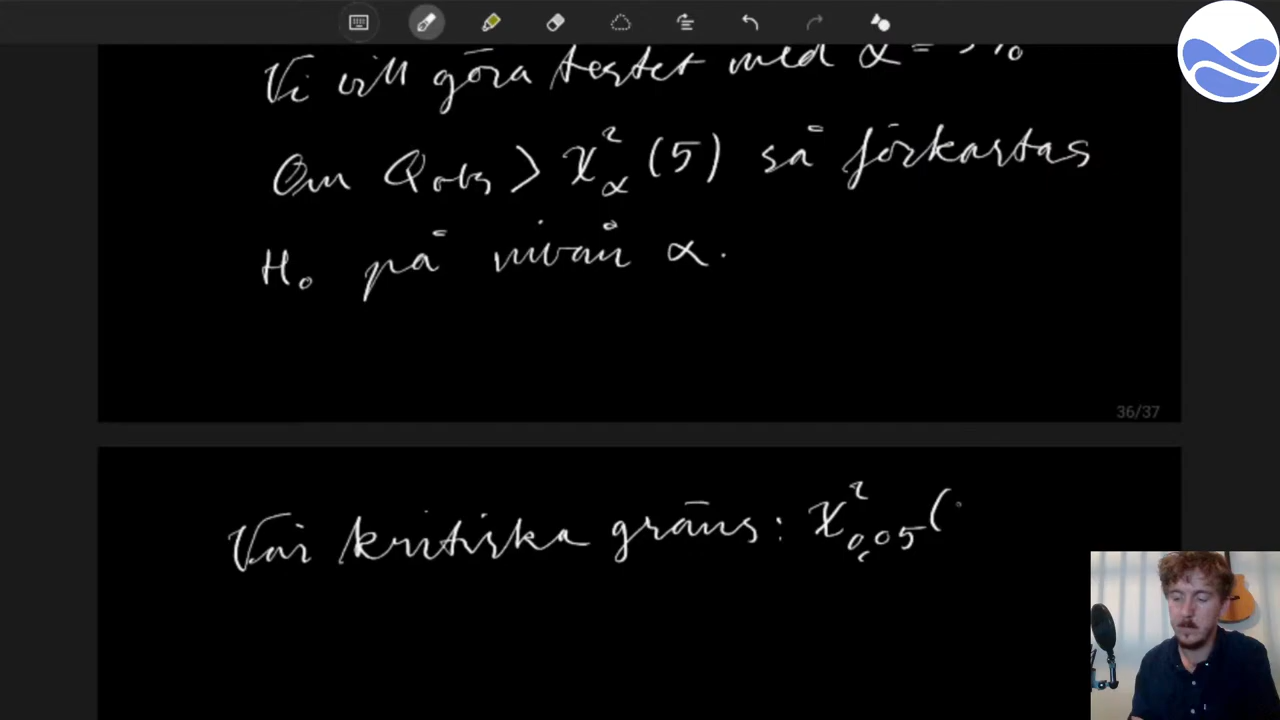 Vi vill göra testet med α = 5%
Om Qobs > χ²α (5) så förkastas
H₀ på nivån α.
36/37
Vår kritiska gräns: χ²0,05 (